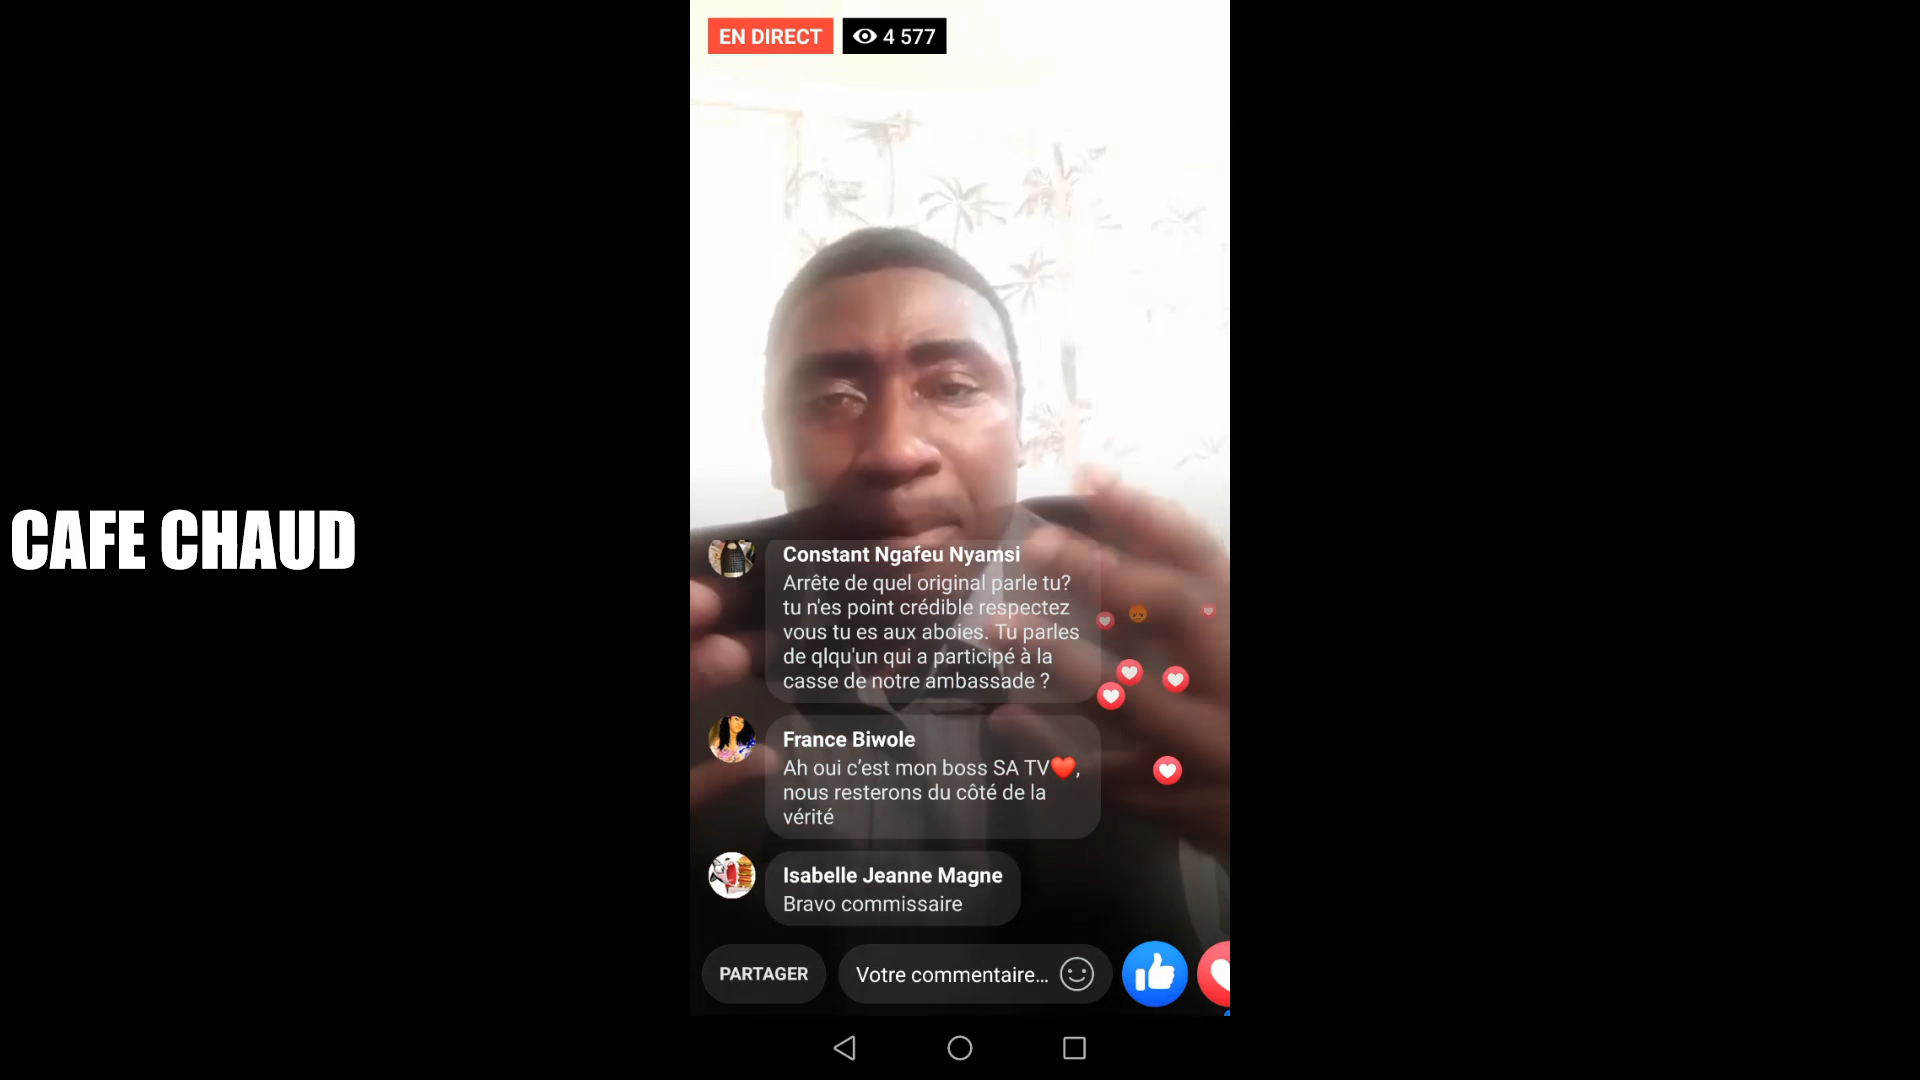 EN DIRECT
4 577
CAFE CHAUD
Constant Ngafeu Nyamsi
Arrête de quel original parle tu?
tu n'es point crédible respectez
vous tu es aux aboies. Tu parles
de qlqu'un qui a participé à la
casse de notre ambassade ?
France Biwole
Ah oui c’est mon boss SA TV❤️,
nous resterons du côté de la
vérité
Isabelle Jeanne Magne
Bravo commissaire
PARTAGER
Votre commentaire...